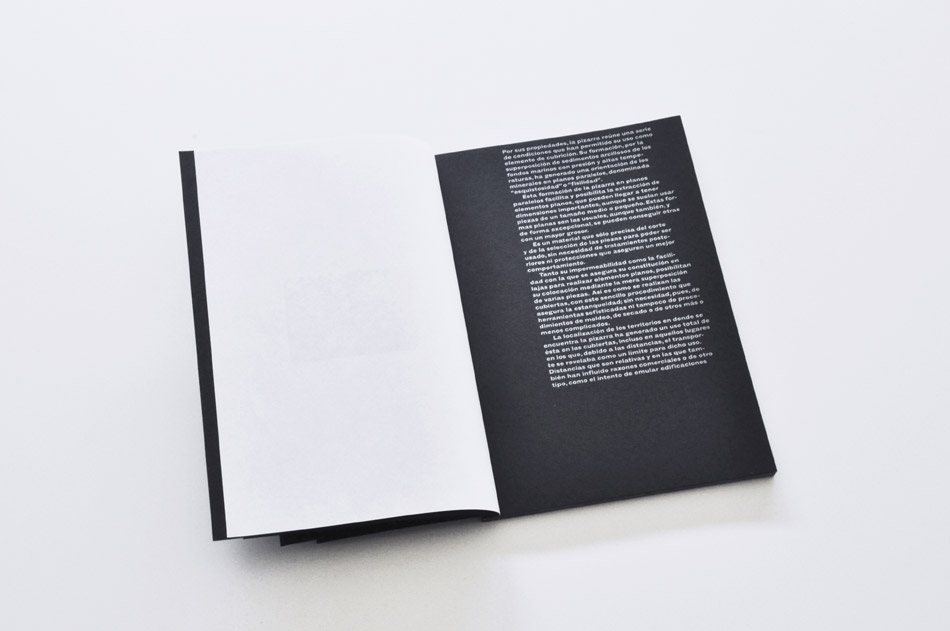 Por sus propiedades, la pizarra reúne una serie
de condiciones que han permitido su uso como
elemento de cubrición. Su formación, por la
superposición de sedimentos arcillosos de los
fondos marinos con presión y altas tempe-
raturas, ha generado una orientación de los
minerales en planos paralelos, denominada
"esquistosidad" o "fisilidad".
Esta formación de la pizarra en planos
paralelos facilita y posibilita la extracción de
elementos planos, que pueden llegar a tener
dimensiones importantes, aunque se suelan usar
piezas de un tamaño medio o pequeño. Estas for-
mas planas son las usuales, aunque también, y
de forma excepcional, se pueden conseguir otras
con un mayor grosor.
Es un material que sólo precisa del corte
y de la selección de las piezas para poder ser
usado, sin necesidad de tratamientos poste-
riores ni protecciones que aseguren un mejor
comportamiento.
Tanto su impermeabilidad como la facili-
dad con la que se asegura su constitución en
lajas para realizar elementos planos, posibilitan
su colocación mediante la mera superposición
de varias piezas. Así es como se realizan las
cubiertas, con este sencillo procedimiento que
asegura la estanqueidad; sin necesidad, pues, de
herramientas sofisticadas ni tampoco de proce-
dimientos de moldeo, de secado o de otros más o
menos complicados.
La localización de los territorios en donde se
encuentra la pizarra ha generado un uso total de
ésta en las cubiertas, incluso en aquellos lugares
en los que, debido a las distancias, el transpor-
te se revelaba como un límite para dicho uso.
Distancias que son relativas y en las que tam-
bién han influido razones comerciales o de otro
tipo, como el intento de emular edificaciones